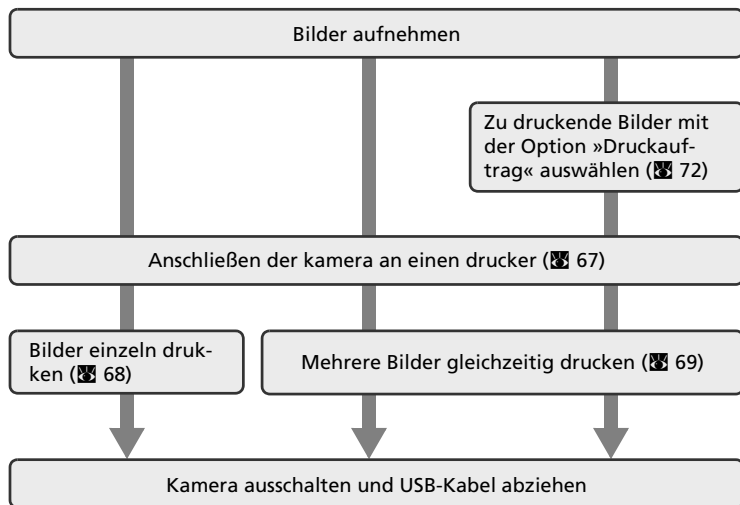 Bilder aufnehmen
Zu druckende Bilder mit
der Option »Druckauf-
trag« auswählen ( 72)
Anschließen der kamera an einen drucker ( 67)
Bilder einzeln druk-
ken ( 68)
Mehrere Bilder gleichzeitig drucken ( 69)
Kamera ausschalten und USB-Kabel abziehen